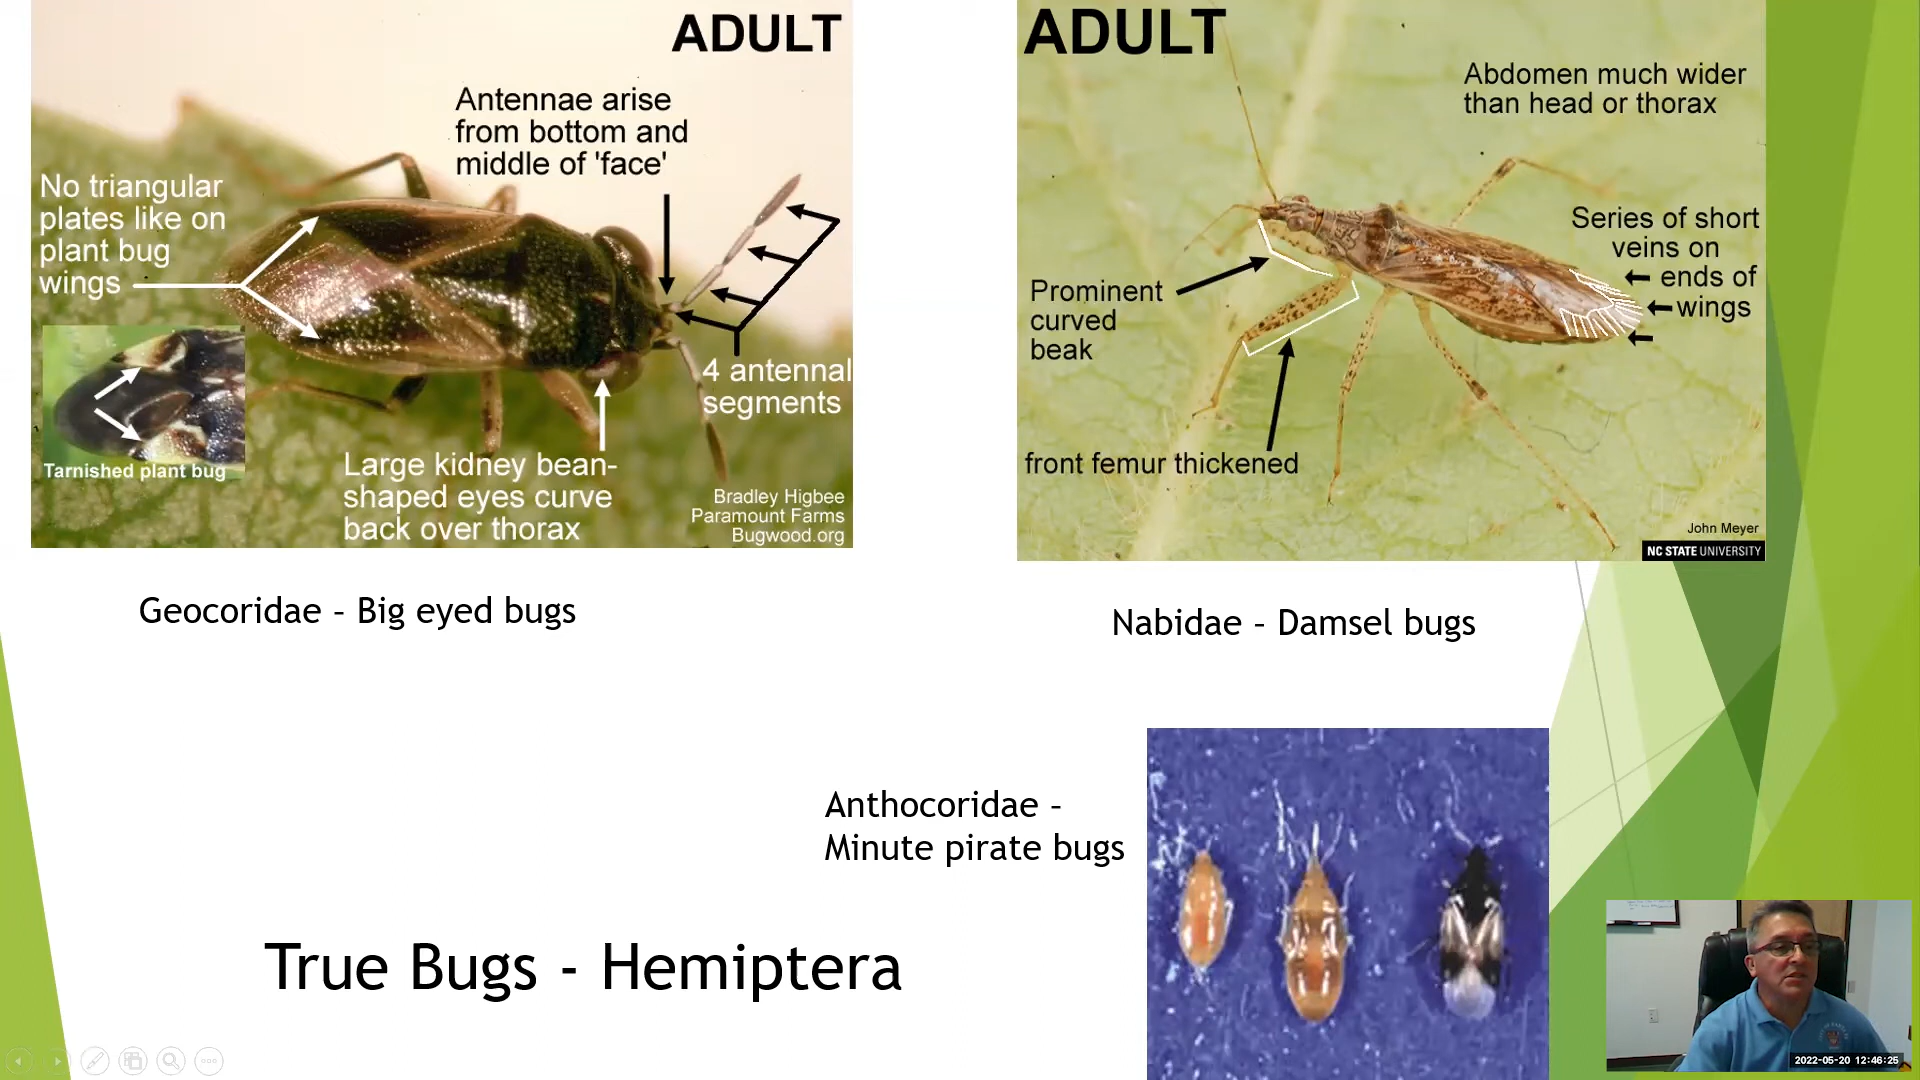 ADULT
Antennae arise
from bottom and
middle of 'face'
No triangular
plates like on
plant bug
wings
4 antennal
segments
Tarnished plant bug
Large kidney bean-
shaped eyes curve
back over thorax
Bradley Higbee
Paramount Farms
Bugwood.org
Geocoridae – Big eyed bugs
ADULT
Abdomen much wider
than head or thorax
Series of short
veins on
ends of
wings
Prominent
curved
beak
front femur thickened
John Meyer
NC STATE UNIVERSITY
Nabidae – Damsel bugs
Anthocoridae –
Minute pirate bugs
True Bugs - Hemiptera
2022-05-20 12:46:25